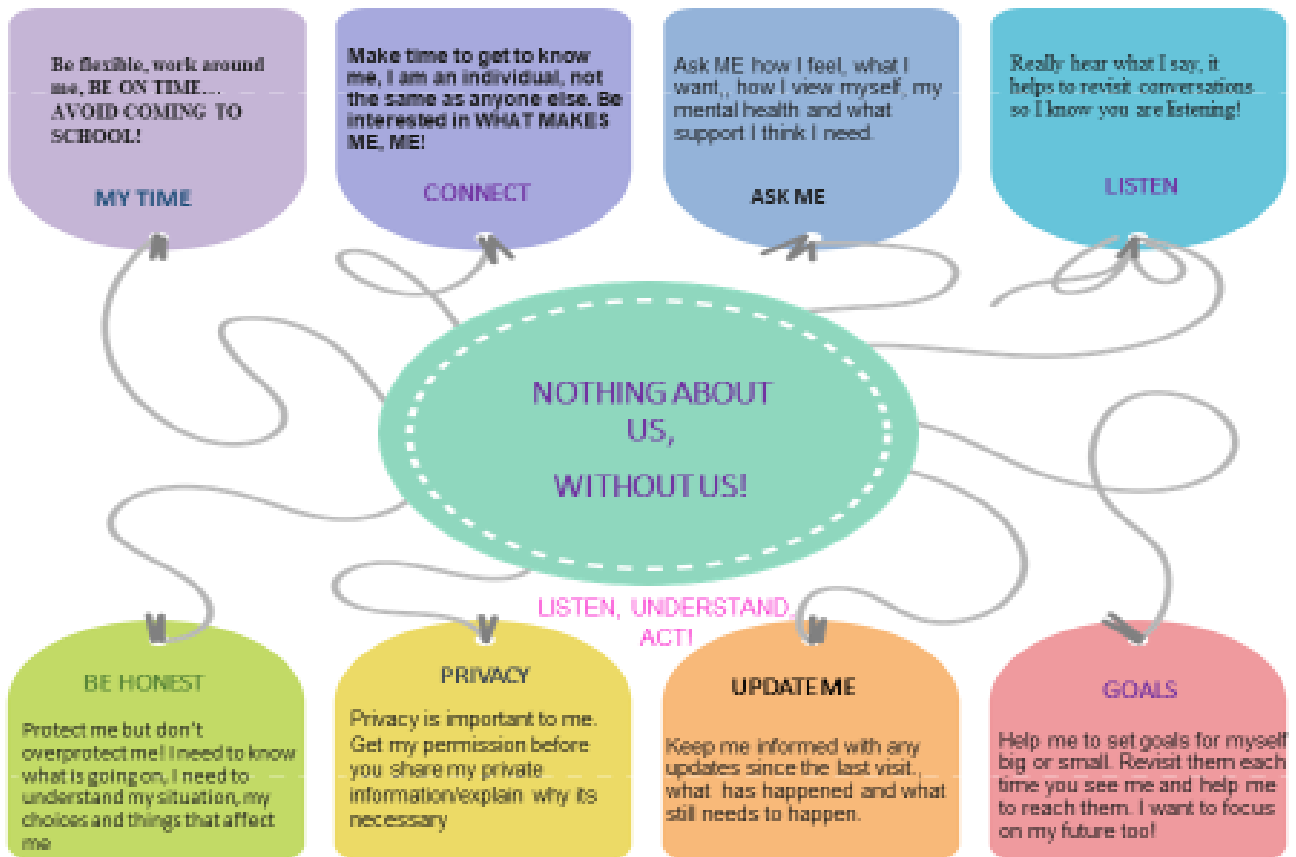 Be flexible, work around
me, BE ON TIME...
AVOID COMING TO
SCHOOL!
MY TIME
Make time to get to know
me, I am an individual, not
the same as anyone else. Be
interested in WHAT MAKES
ME, ME!
CONNECT
Ask ME how I feel, what I
want,, how I view myself, my
mental health and what
support I think I need.
ASK ME
Really hear what I say, it
helps to revisit conversations
so I know you are listening!
LISTEN
NOTHING ABOUT
US,
WITHOUT US!
LISTEN, UNDERSTAND,
ACT!
BE HONEST
Protect me but don't
overprotect me! I need to know
what is going on, I need to
understand my situation, my
choices and things that affect
me
PRIVACY
Privacy is important to me.
Get my permission before
you share my private
information/explain why its
necessary
UPDATE ME
Keep me informed with any
updates since the last visit,
what has happened and what
still needs to happen.
GOALS
Help me to set goals for myself
big or small. Revisit them each
time you see me and help me
to reach them. I want to focus
on my future too!